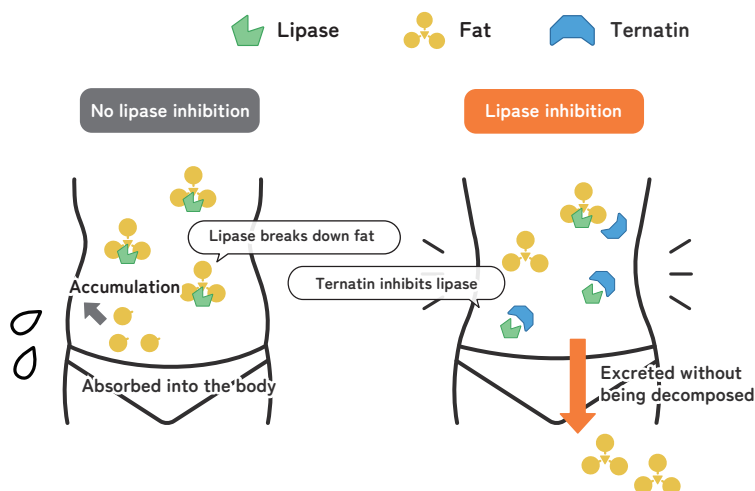 Lipase
Fat
Ternatin
No lipase inhibition
Lipase inhibition
Lipase breaks down fat
Accumulation
Absorbed into the body
Ternatin inhibits lipase
Excreted without
being decomposed